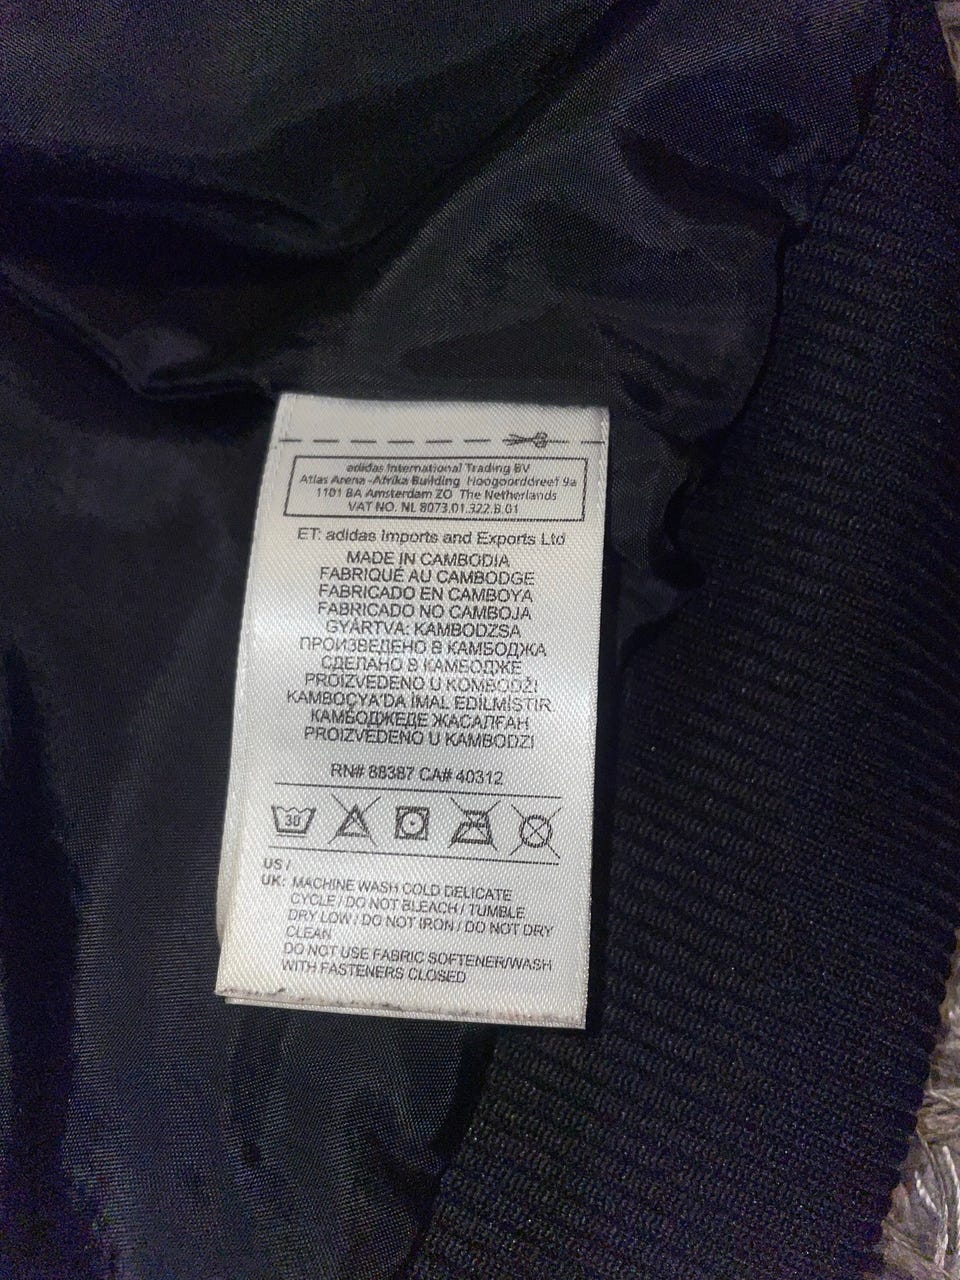 adidas International Trading BV
Atlas Arena -Afrika Building Hoogoorddreef 9a
1101 BA Amsterdam ZO The Netherlands
VAT NO. NL 8073.01.322.B.01
ET: adidas Imports and Exports Ltd
MADE IN CAMBODIA
FABRIQUÉ AU CAMBODGE
FABRICADO EN CAMBOYA
FABRICADO NO CAMBOJA
GYÁRTVA: KAMBODZSA
ПРОИЗВЕДЕНО В КАМБОДЖА
СДЕЛАНО В КАМБОДЖЕ
PROIZVEDENO U KOMBODŽI
KAMBOÇYA'DA İMAL EDİLMİŞTİR
КАМБОДЖЕДЕ ЖАСАЛҒАН
PROIZVEDENO U KAMBODZI
RN# 88387 CA# 40312
30
US /
UK: MACHINE WASH COLD DELICATE
CYCLE / DO NOT BLEACH / TUMBLE
DRY LOW / DO NOT IRON / DO NOT DRY
CLEAN
DO NOT USE FABRIC SOFTENER/WASH
WITH FASTENERS CLOSED